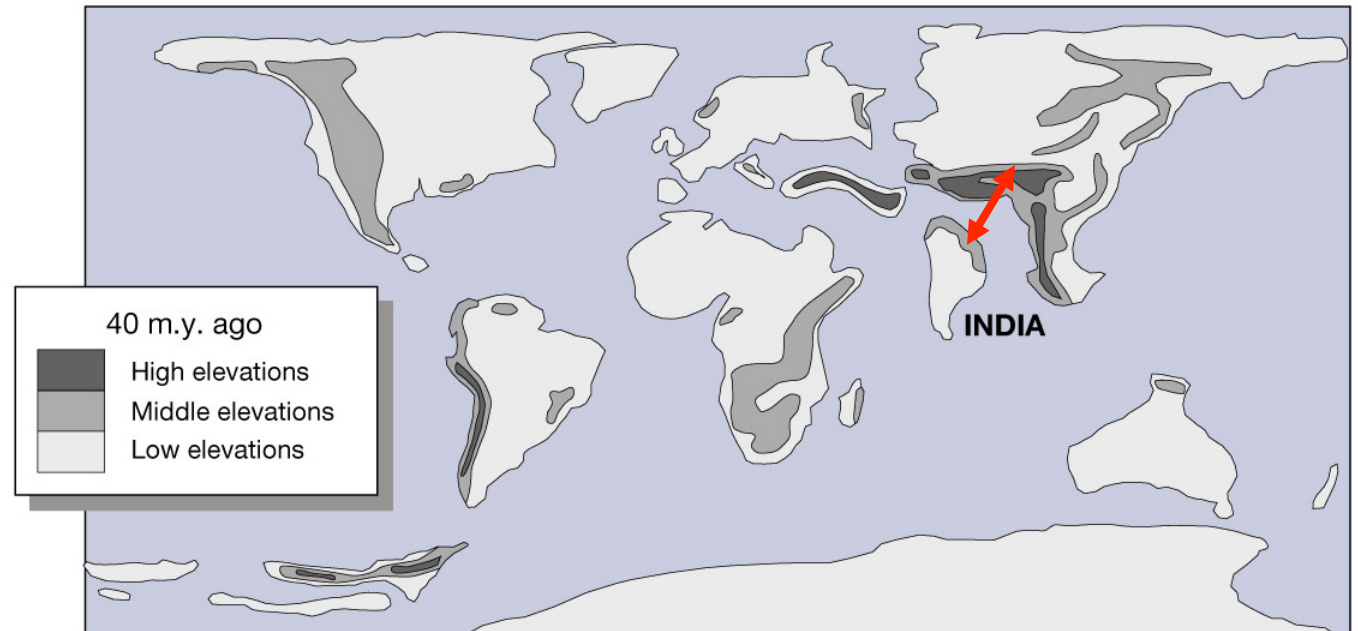 40 m.y. ago
High elevations
Middle elevations
Low elevations
INDIA